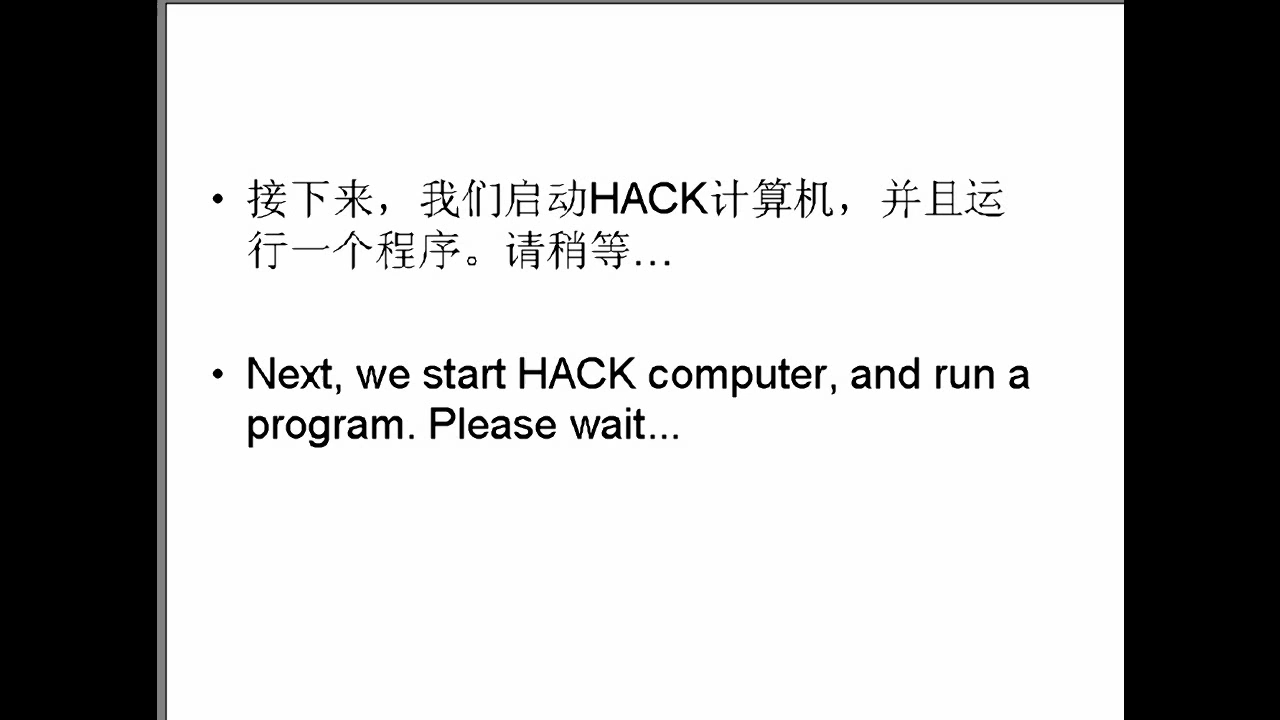 • 接下来，我们启动HACK计算机，并且运
行一个程序。请稍等…
• Next, we start HACK computer, and run a
program. Please wait...